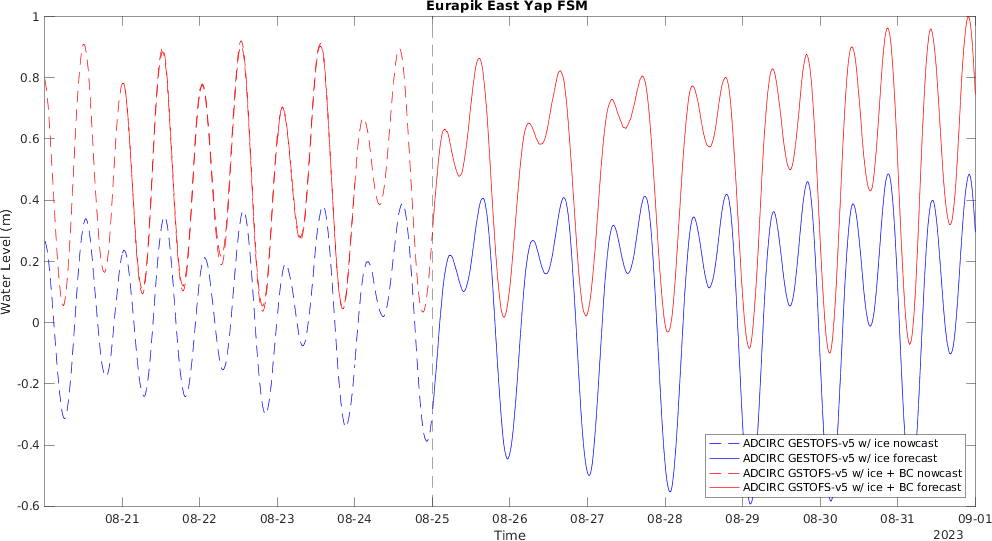 Eurapik East Yap FSM
Water Level (m)
1
0.8
0.6
0.4
0.2
0
-0.2
-0.4
-0.6
ADCIRC GESTOFS-v5 w/ ice nowcast
ADCIRC GESTOFS-v5 w/ ice forecast
ADCIRC GSTOFS-v5 w/ ice + BC nowcast
ADCIRC GSTOFS-v5 w/ ice + BC forecast
08-21 08-22 08-23 08-24 08-25 08-26 08-27 08-28 08-29 08-30 08-31 09-01
Time
2023